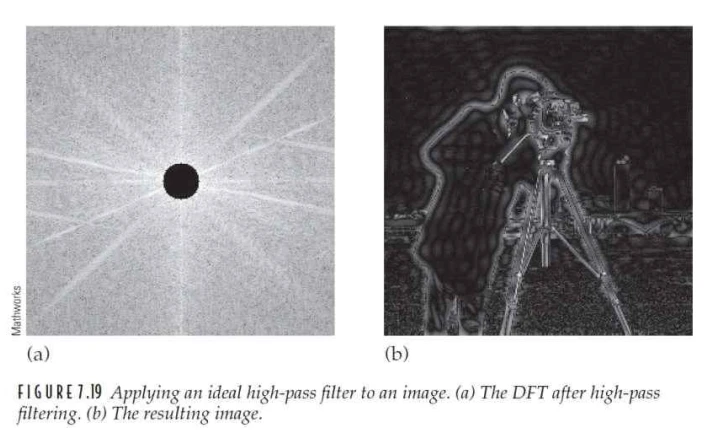 Mathworks
(a)
(b)
FIGURE 7.19 Applying an ideal high-pass filter to an image. (a) The DFT after high-pass
filtering. (b) The resulting image.